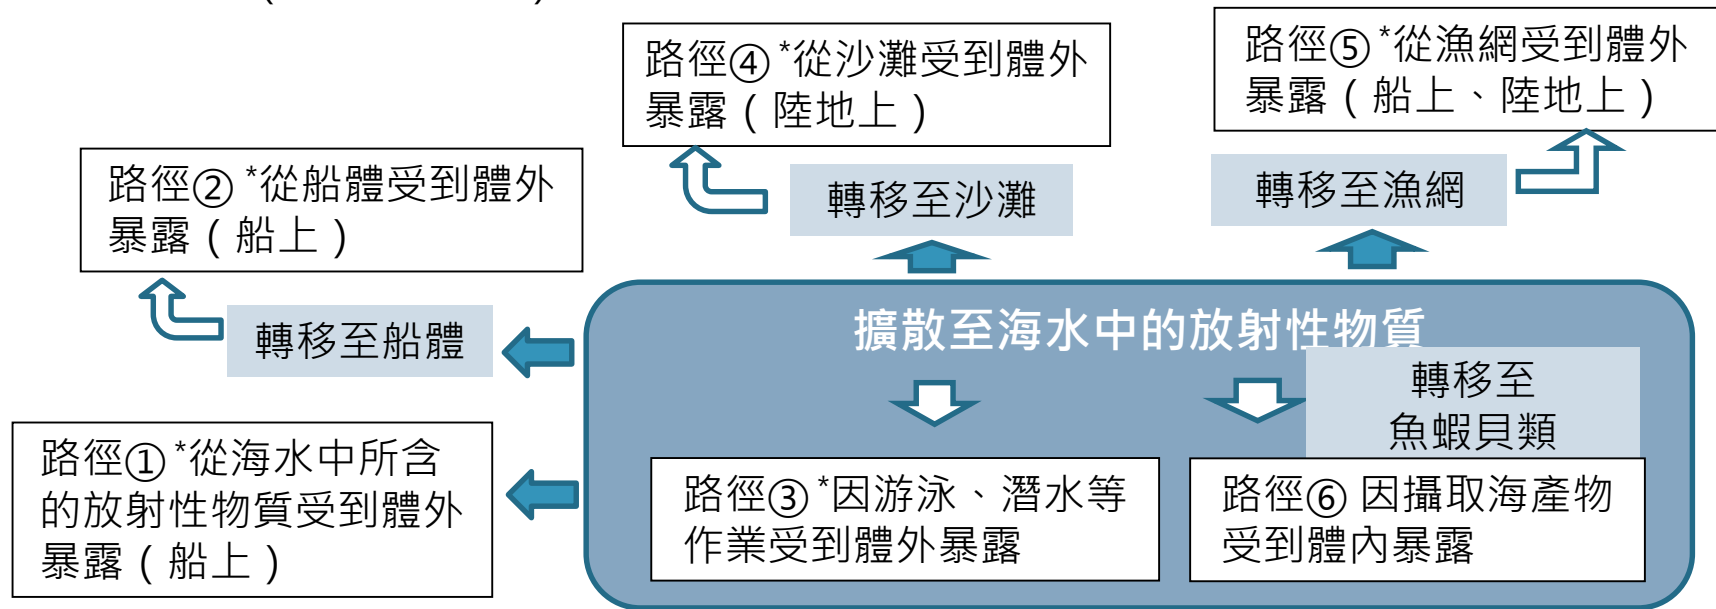 路徑④ *從沙灘受到體外
暴露（陸地上）
路徑⑤ *從漁網受到體外
暴露（船上、陸地上）
路徑② *從船體受到體外
暴露（船上）
轉移至沙灘
轉移至漁網
轉移至船體
擴散至海水中的放射性物質
轉移至
魚蝦貝類
路徑① *從海水中所含
的放射性物質受到體外
暴露（船上）
路徑③ *因游泳、潛水等
作業受到體外暴露
路徑⑥ 因攝取海產物
受到體內暴露